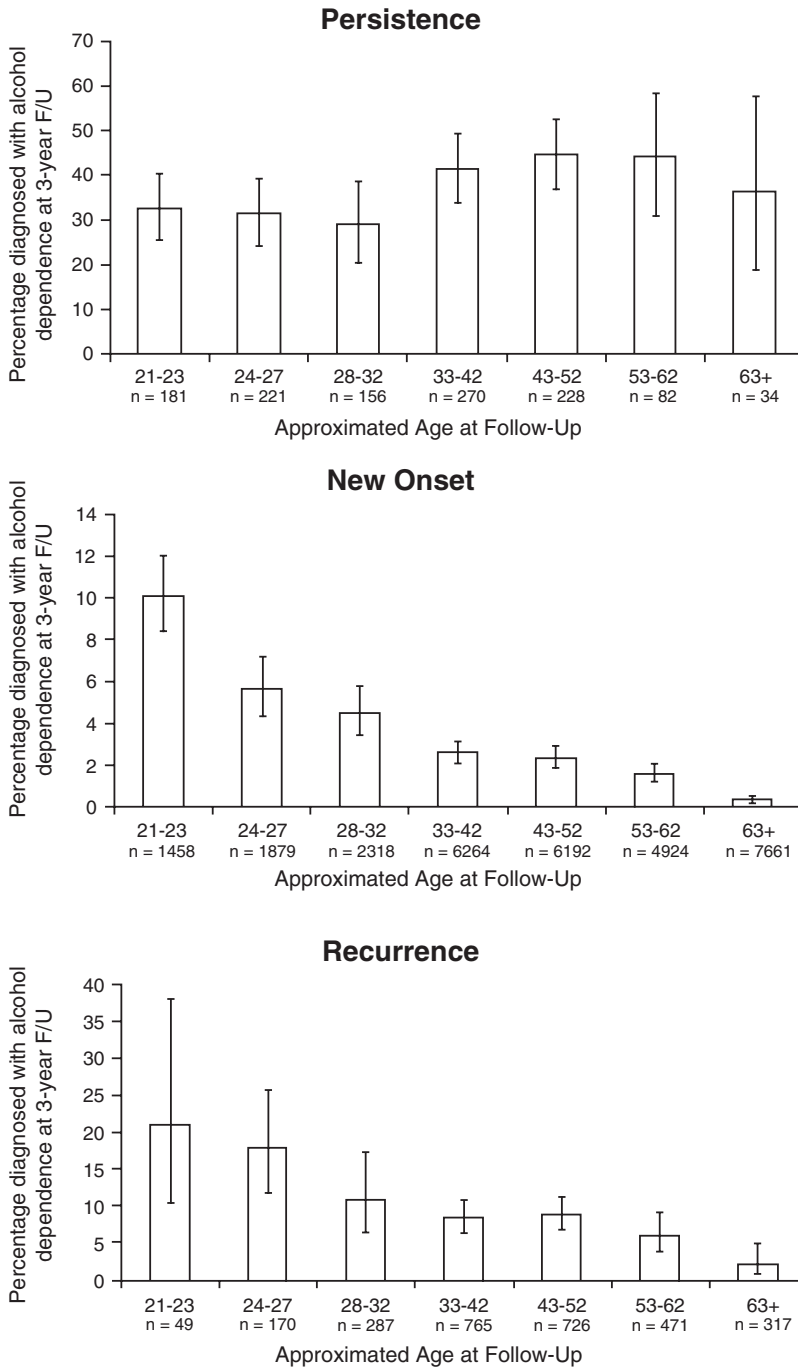 Persistence
Percentage diagnosed with alcohol
dependence at 3-year F/U
70
60
50
40
30
20
10
0
21-23 24-27 28-32 33-42 43-52 53-62 63+
n = 181 n = 221 n = 156 n = 270 n = 228 n = 82 n = 34
Approximated Age at Follow-Up
New Onset
Percentage diagnosed with alcohol
dependence at 3-year F/U
14
12
10
8
6
4
2
0
21-23 24-27 28-32 33-42 43-52 53-62 63+
n = 1458 n = 1879 n = 2318 n = 6264 n = 6192 n = 4924 n = 7661
Approximated Age at Follow-Up
Recurrence
Percentage diagnosed with alcohol
dependence at 3-year F/U
40
35
30
25
20
15
10
5
0
21-23 24-27 28-32 33-42 43-52 53-62 63+
n = 49 n = 170 n = 287 n = 765 n = 726 n = 471 n = 317
Approximated Age at Follow-Up